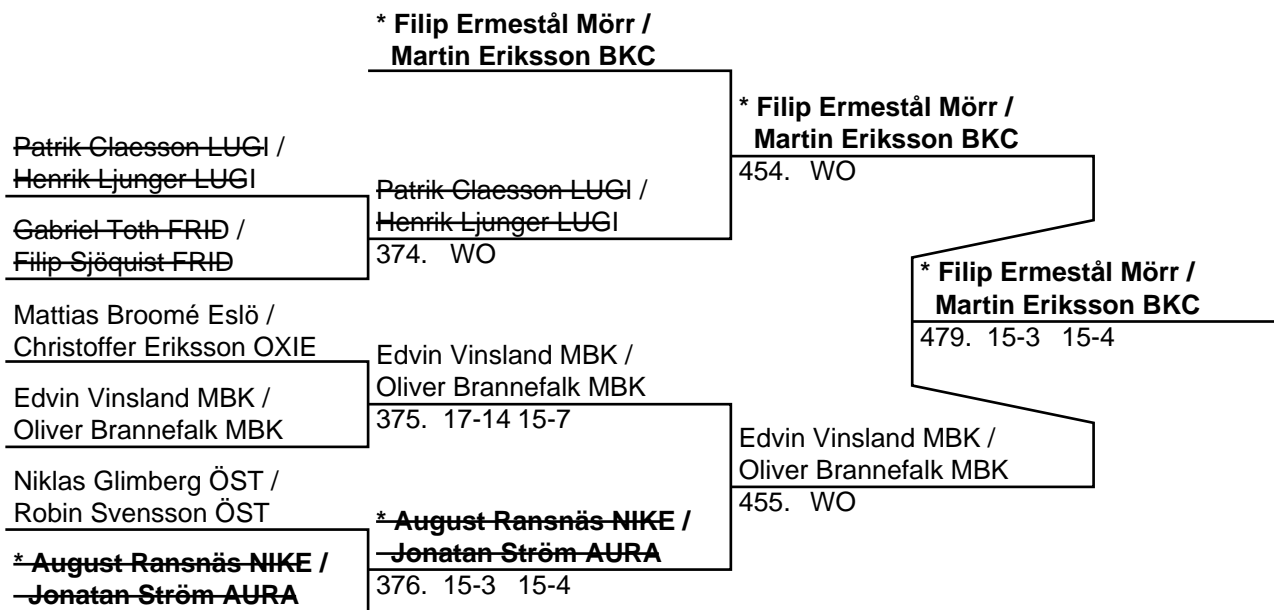 * Filip Ermestål Mörr /
Martin Eriksson BKC
* Filip Ermestål Mörr /
Martin Eriksson BKC
454. WO
Patrik Claesson LUGI /
Henrik Ljunger LUGI
Patrik Claesson LUGI /
Henrik Ljunger LUGI
374. WO
Gabriel Toth FRID /
Filip Sjöquist FRID
* Filip Ermestål Mörr /
Martin Eriksson BKC
479. 15-3 15-4
Mattias Broomé Eslö /
Christoffer Eriksson OXIE
Edvin Vinsland MBK /
Oliver Brannefalk MBK
375. 17-14 15-7
Edvin Vinsland MBK /
Oliver Brannefalk MBK
Edvin Vinsland MBK /
Oliver Brannefalk MBK
455. WO
Niklas Glimberg ÖST /
Robin Svensson ÖST
* August Ransnäs NIKE /
Jonatan Ström AURA
376. 15-3 15-4
* August Ransnäs NIKE /
Jonatan Ström AURA